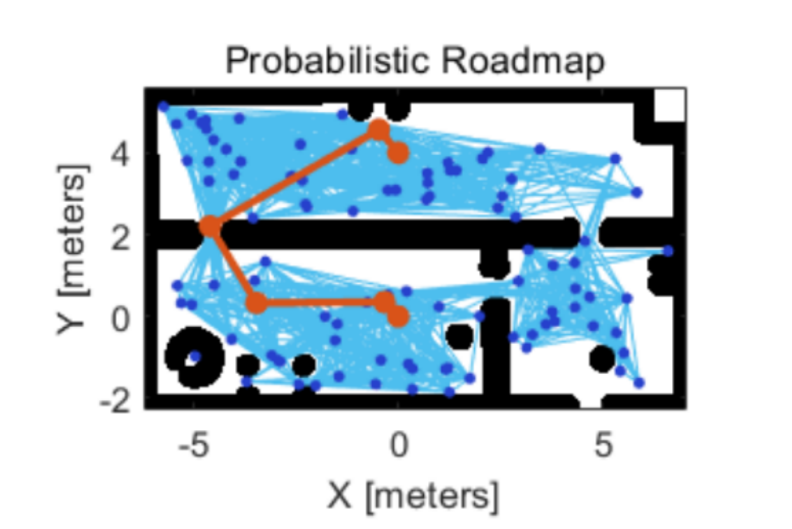 Probabilistic Roadmap
4
2
0
-2
Y [meters]
-5 0 5
X [meters]